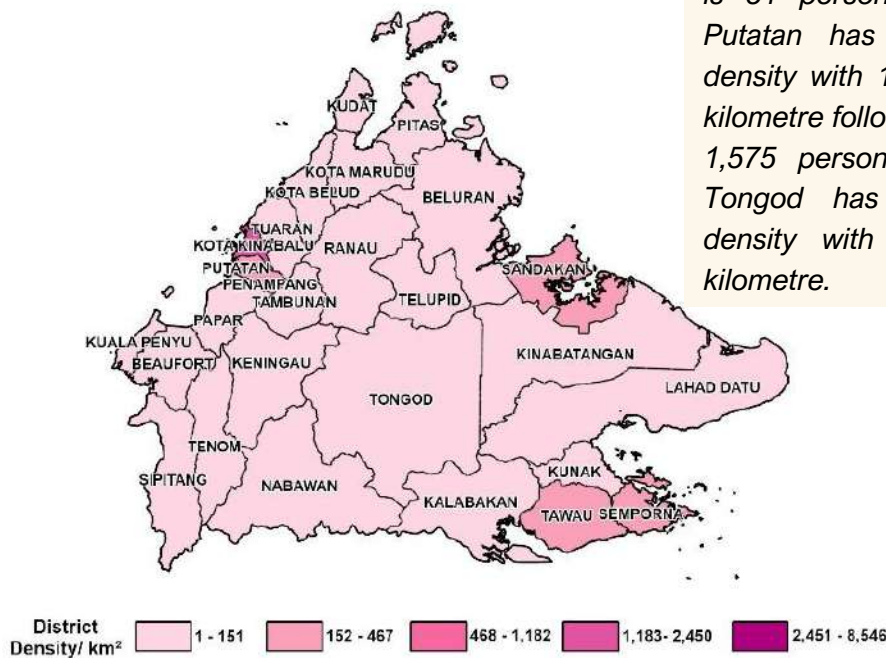 Putatan has
density with 1
kilometre follo
1,575 person
Tongod has
density with
kilometre.
KUDAT
PITAS
KOTA MARUDU
KOTA BELUD
BELURAN
TUARAN
KOTA KINABALU
RANAU
PUTATAN
SANDAKAN
PENAMPANG
TAMBUNAN
TELUPID
PAPAR
KUALA PENYU
BEAUFORT
KENINGAU
KINABATANGAN
TONGOD
LAHAD DATU
TENOM
SIPITANG
NABAWAN
KUNAK
KALABAKAN
TAWAU
SEMPORNA
District
Density/ km²
1 - 151
152 - 467
468 - 1,182
1,183- 2,450
2,451 - 8,546